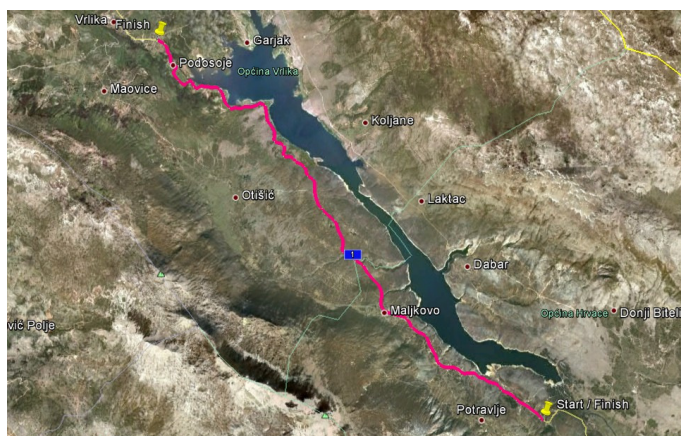 Vrlika
Finish
Garjak
Podosoje
Općina Vrlika
Maovice
Koljane
Otišić
Laktac
1
Dabar
Maljkovo
Općina Hrvace
Donji Biteli
vić Polje
Start / Finish
Potravlje